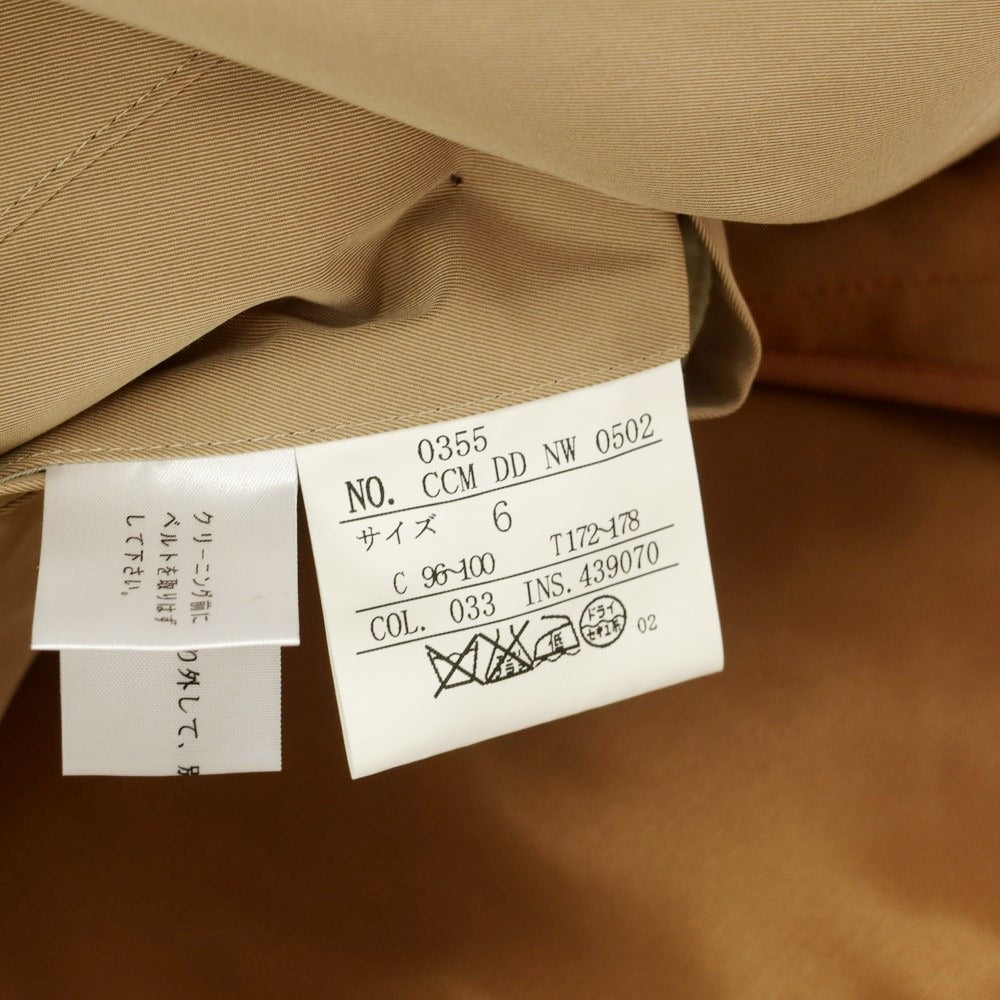 クリーニング前に
ベルトを取りはず
して下さい。
り外して、
0355
NO. CCM DD NW 0502
サイズ 6
C 96~100 T172~178
COL. 033 INS. 439070
低 ドライ セキユ系 02